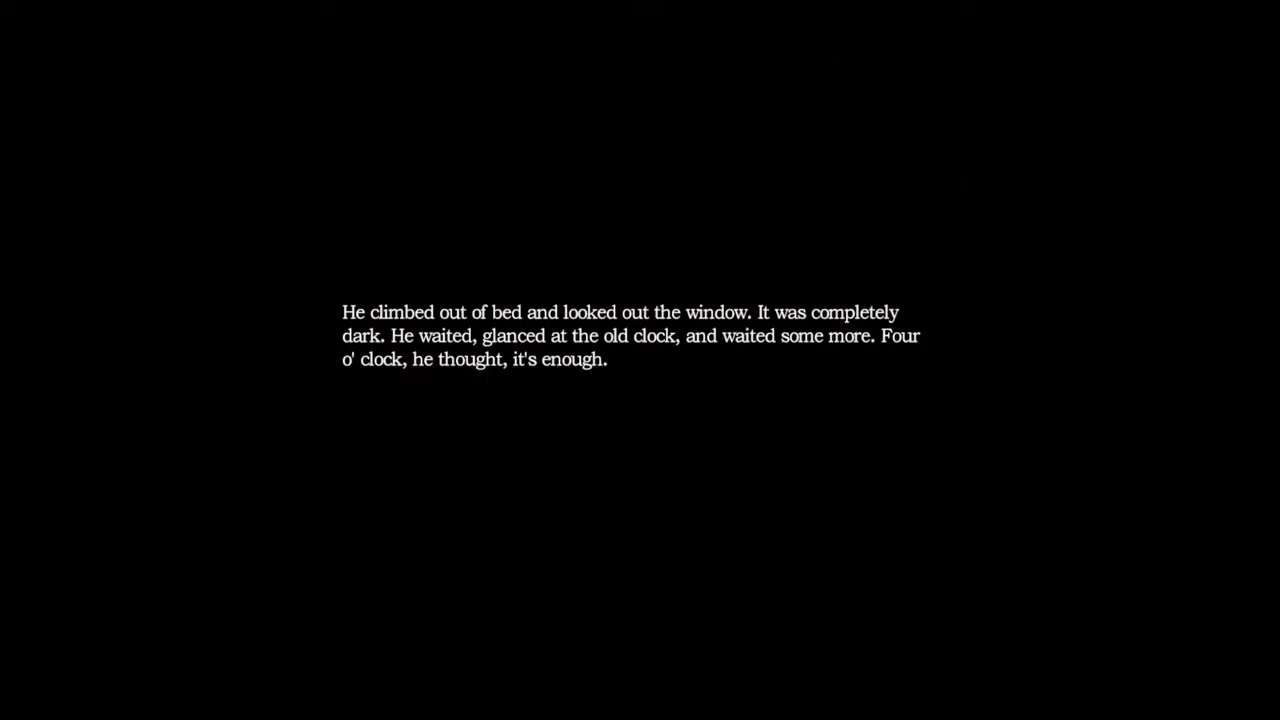 He climbed out of bed and looked out the window. It was completely
dark. He waited, glanced at the old clock, and waited some more. Four
o' clock, he thought, it's enough.